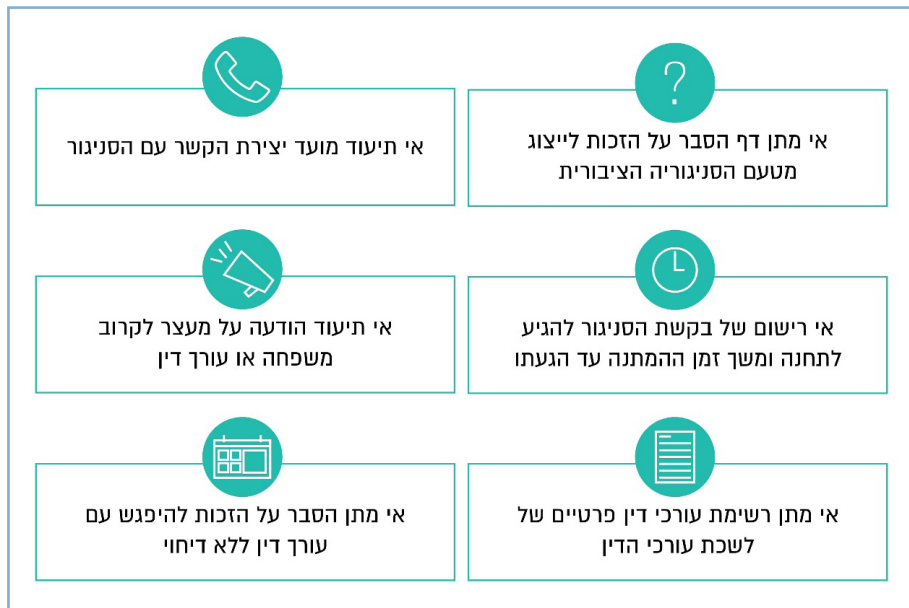 אי מתן דף הסבר על הזכות לייצוג
מטעם הסניגוריה הציבורית
אי תיעוד מועד יצירת הקשר עם הסניגור
אי רישום של בקשת הסניגור להגיע
לתחנה ומשך זמן ההמתנה עד הגעתו
אי תיעוד הודעה על מעצר לקרוב
משפחה או עורך דין
אי מתן רשימת עורכי דין פרטיים של
לשכת עורכי הדין
אי מתן הסבר על הזכות להיפגש עם
עורך דין ללא דיחוי